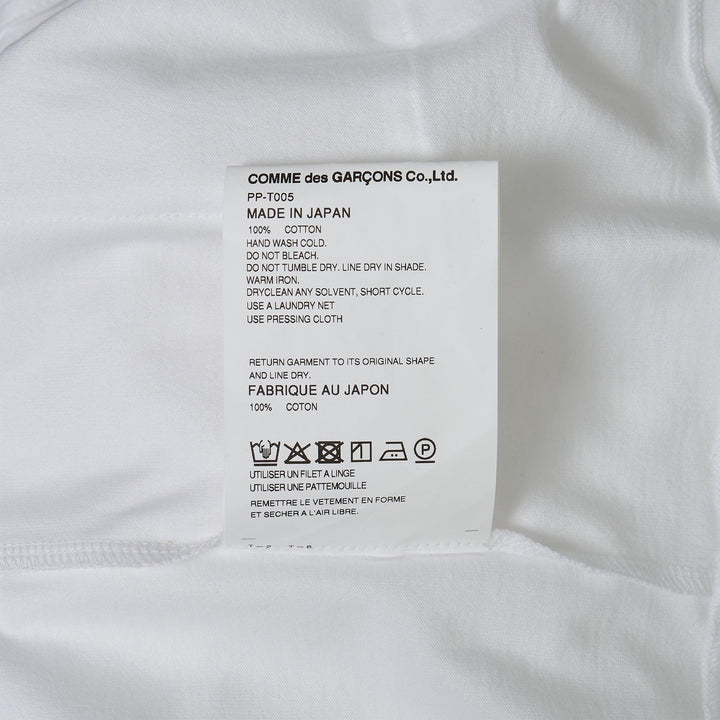 COMME des GARÇONS Co.,Ltd.
PP-T005
MADE IN JAPAN
100% COTTON
HAND WASH COLD.
DO NOT BLEACH.
DO NOT TUMBLE DRY. LINE DRY IN SHADE.
WARM IRON.
DRYCLEAN ANY SOLVENT, SHORT CYCLE.
USE A LAUNDRY NET
USE PRESSING CLOTH
RETURN GARMENT TO ITS ORIGINAL SHAPE
AND LINE DRY.
FABRIQUE AU JAPON
100% COTON
P
UTILISER UN FILET A LINGE
UTILISER UNE PATTEMOUILLE
REMETTRE LE VETEMENT EN FORME
ET SECHER A L'AIR LIBRE.